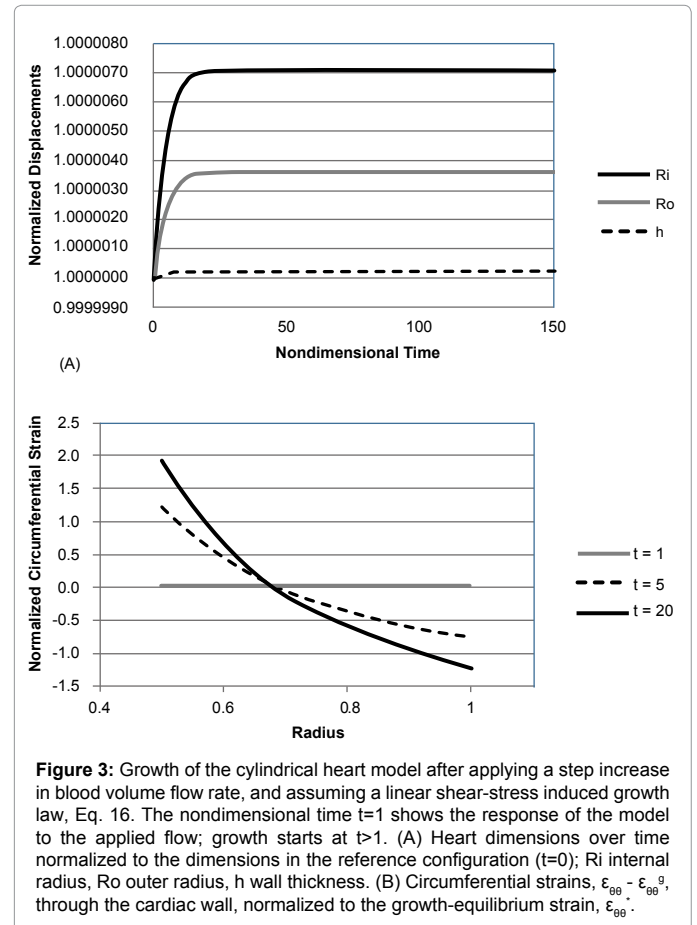 1.0000080
1.0000070
1.0000060
1.0000050
1.0000040
1.0000030
1.0000020
1.0000010
1.0000000
0.9999990
Normalized Displacements
0 50 100 150
Nondimensional Time
Ri
Ro
h
(A)
2.5
2.0
1.5
1.0
0.5
0.0
-0.5
-1.0
-1.5
Normalized Circumferential Strain
0.4 0.6 0.8 1
Radius
t = 1
t = 5
t = 20
Figure 3: Growth of the cylindrical heart model after applying a step increase
in blood volume flow rate, and assuming a linear shear-stress induced growth
law, Eq. 16. The nondimensional time t=1 shows the response of the model
to the applied flow; growth starts at t>1. (A) Heart dimensions over time
normalized to the dimensions in the reference configuration (t=0); Ri internal
radius, Ro outer radius, h wall thickness. (B) Circumferential strains, εθθ - εθθᵍ,
through the cardiac wall, normalized to the growth-equilibrium strain, εθθ*.